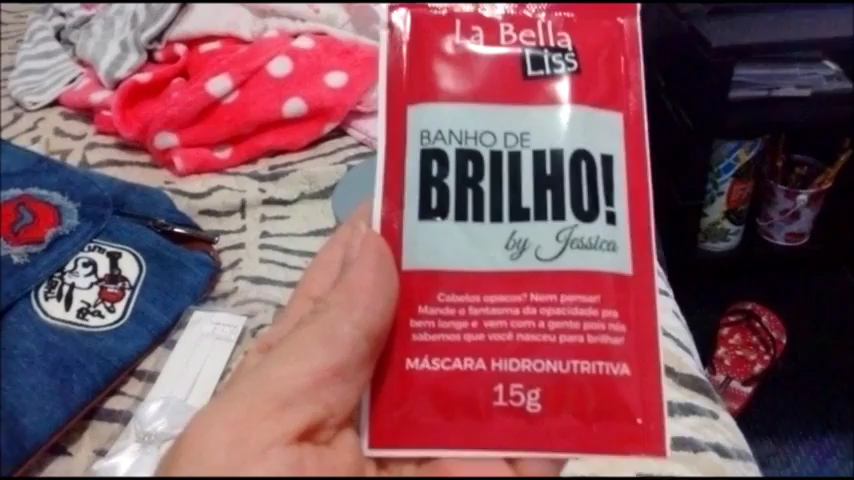 La Bella
Liss
BANHO DE
BRILHO!
by Jessica
Cabelos opacos? Nem pensar!
Mande o fantasma da opacidade pra
bem longe e vem com a gente pois nós
sabemos que você nasceu para brilhar!
MÁSCARA HIDRONUTRITIVA
15g